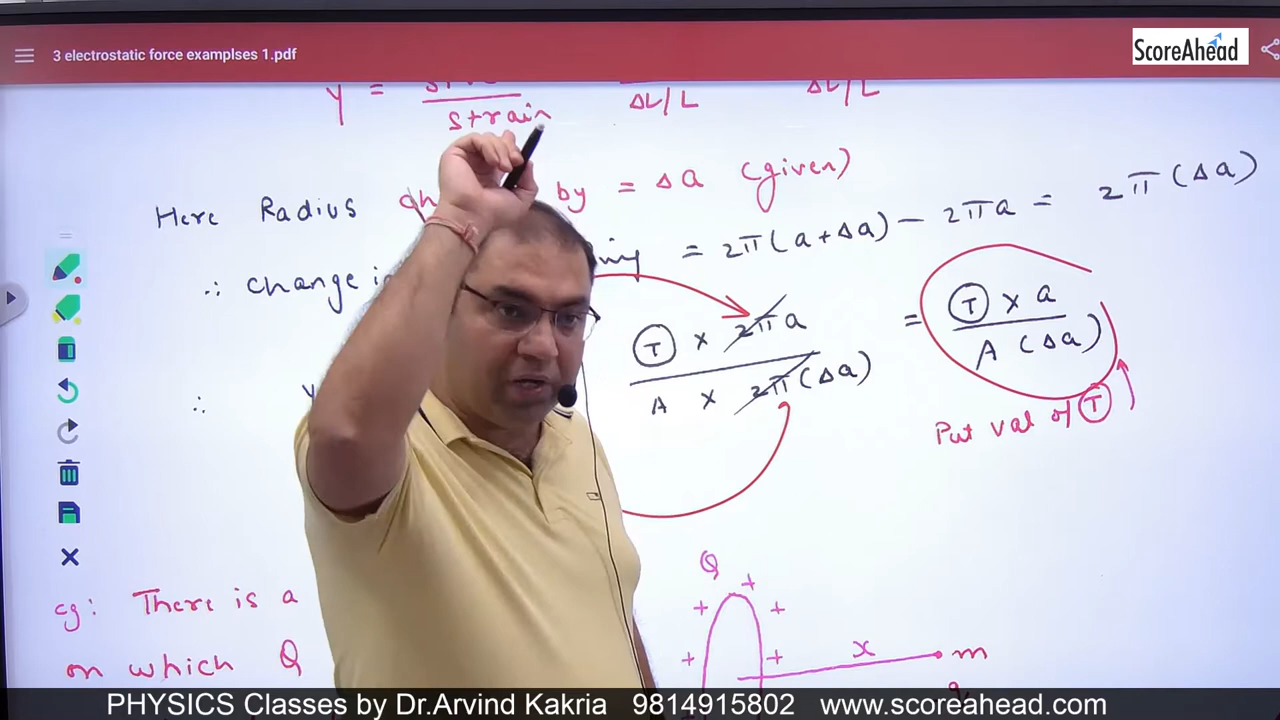 3 electrostatic force examplses 1.pdf
ScoreAhead
Y =
strain ΔL/L ΔL/L
Here Radius by = Δa (given)
∴ change in = 2π(a+Δa) – 2πa = 2π(Δa)
∴ T × 2πa / A × 2π(Δa) = T × a / A (Δa)
Put val of T
Q
eg: There is a
x m
on which Q
PHYSICS Classes by Dr.Arvind Kakria 9814915802 www.scoreahead.com